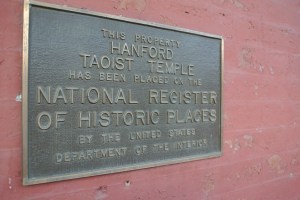 THIS PROPERTY
HANFORD
TAOIST TEMPLE
HAS BEEN PLACED ON THE
NATIONAL REGISTER
OF HISTORIC PLACES
BY THE UNITED STATES
DEPARTMENT OF THE INTERIOR